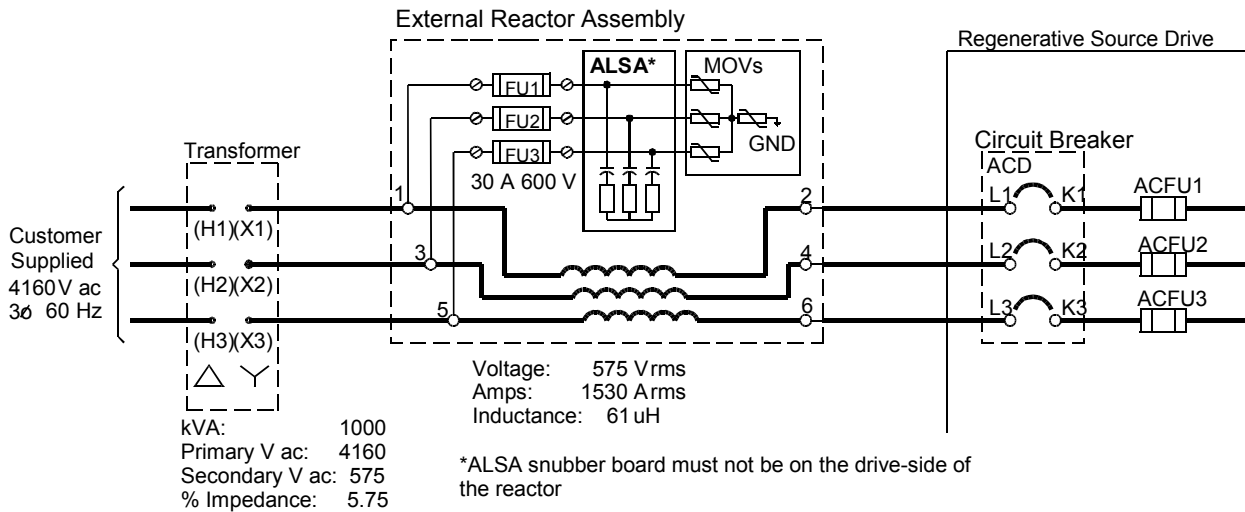 External Reactor Assembly
Regenerative Source Drive
ALSA*
MOVs
FU1
FU2
GND
FU3
Circuit Breaker
Transformer
ACD
30 A 600 V
1
2
L1
K1
ACFU1
(H1)(X1)
Customer
Supplied
4160V ac
3ø 60 Hz
3
4
L2
K2
ACFU2
(H2)(X2)
5
6
L3
K3
ACFU3
(H3)(X3)
Voltage: 575 Vrms
Amps: 1530 Arms
Inductance: 61uH
kVA: 1000
Primary V ac: 4160
Secondary V ac: 575
% Impedance: 5.75
*ALSA snubber board must not be on the drive-side of
the reactor